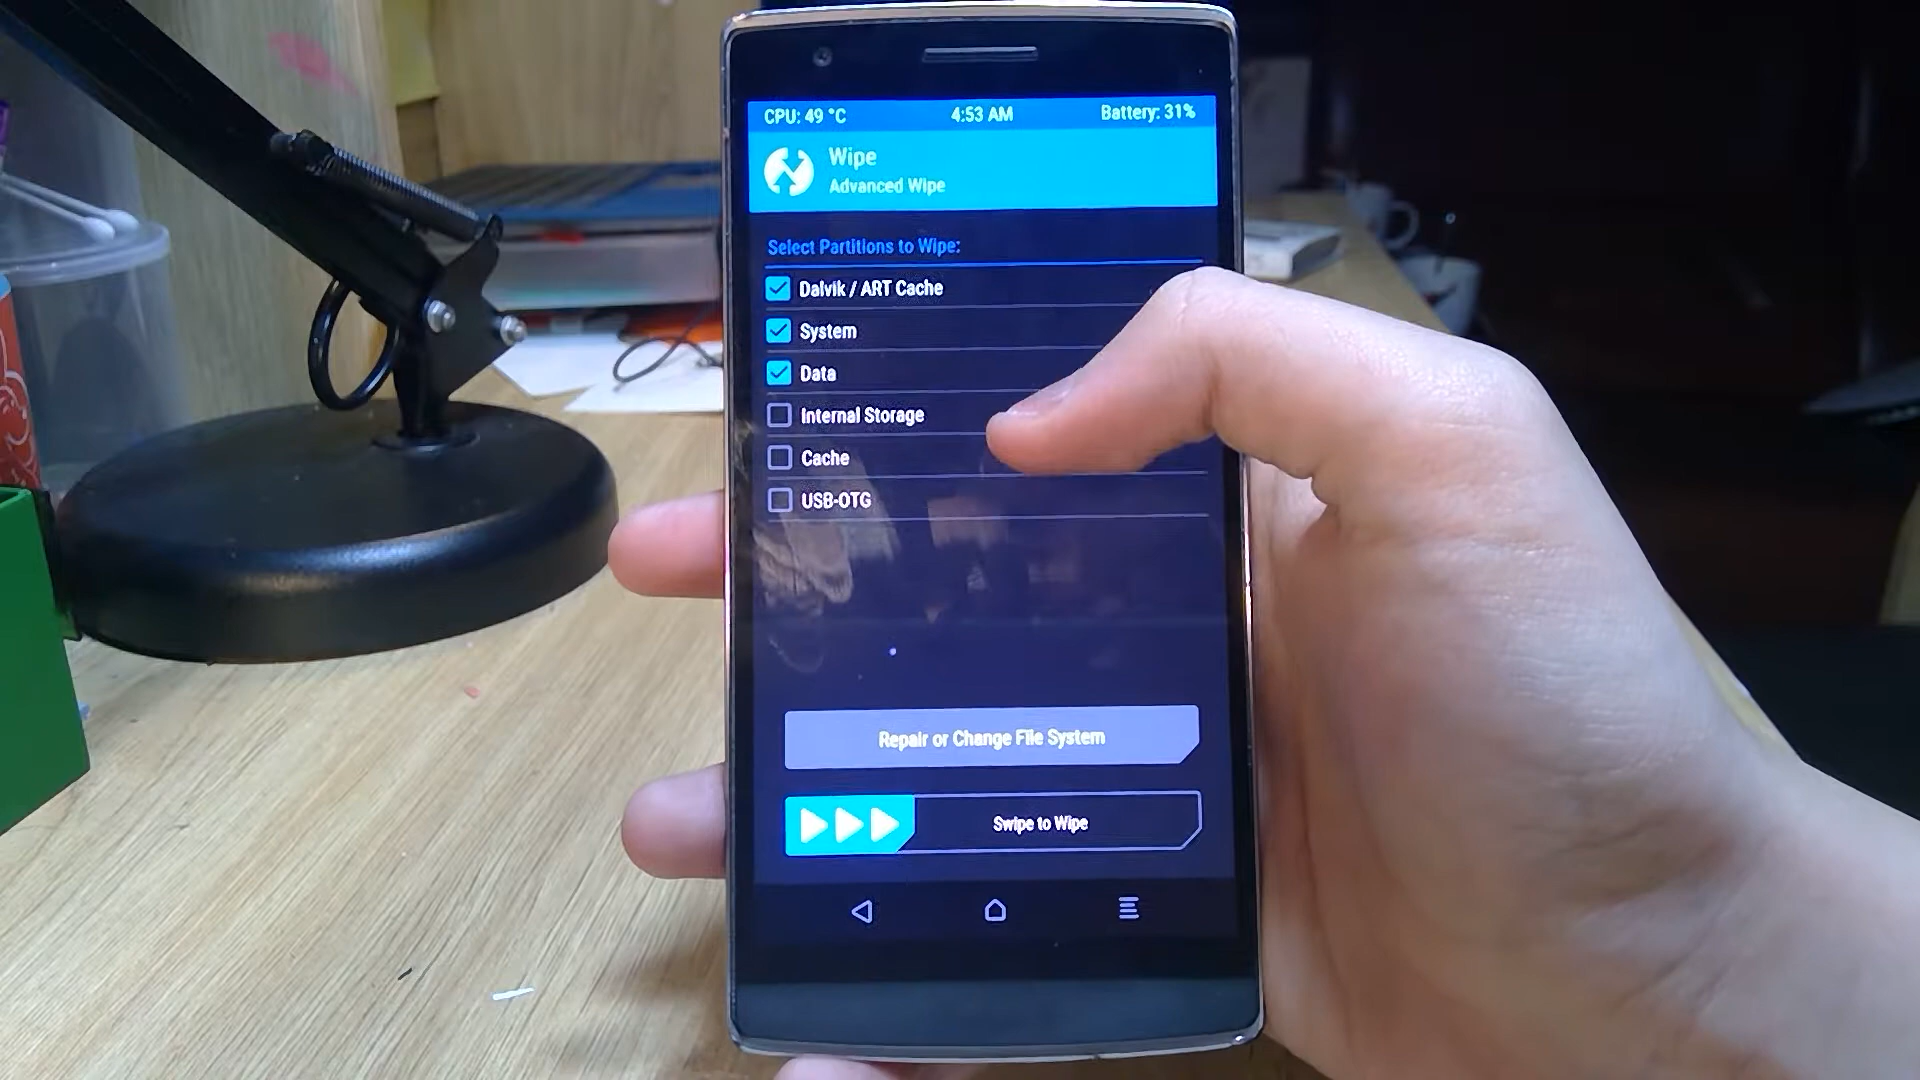 CPU: 49 °C 4:53 AM Battery: 31%
Wipe
Advanced Wipe
Select Partitions to Wipe:
Dalvik / ART Cache
System
Data
Internal Storage
Cache
USB-OTG
Repair or Change File System
Swipe to Wipe